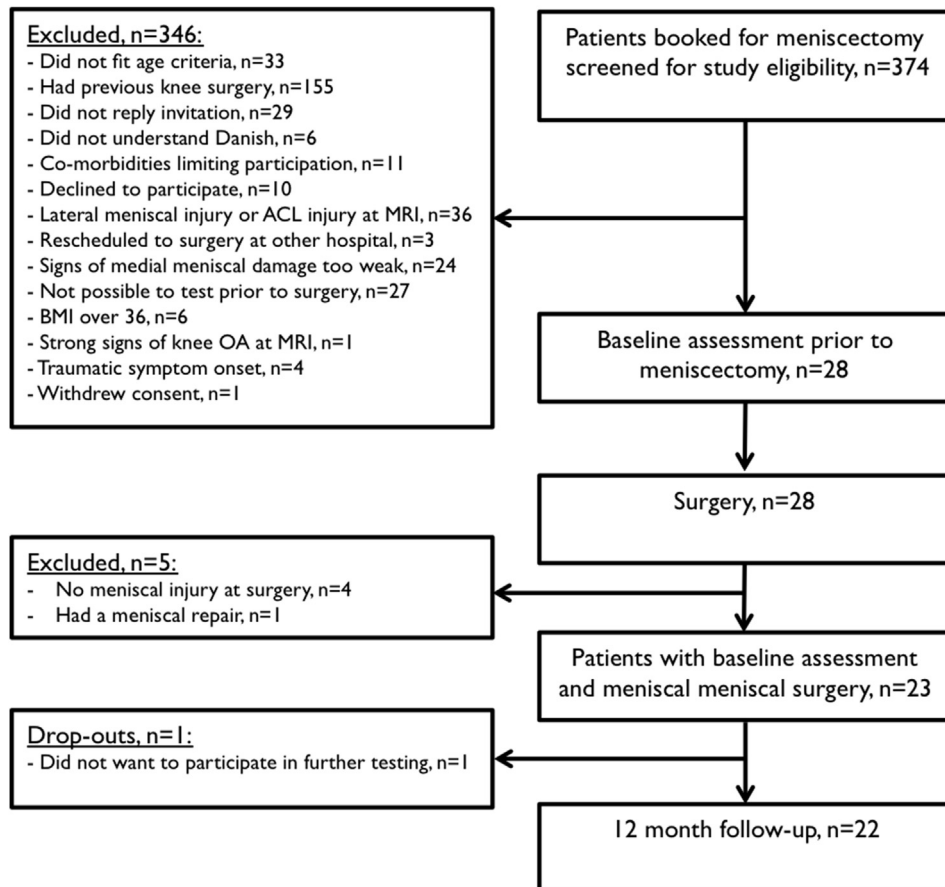 Patients booked for meniscectomy
screened for study eligibility, n=374
Excluded, n=346:
- Did not fit age criteria, n=33
- Had previous knee surgery, n=155
- Did not reply invitation, n=29
- Did not understand Danish, n=6
- Co-morbidities limiting participation, n=11
- Declined to participate, n=10
- Lateral meniscal injury or ACL injury at MRI, n=36
- Rescheduled to surgery at other hospital, n=3
- Signs of medial meniscal damage too weak, n=24
- Not possible to test prior to surgery, n=27
- BMI over 36, n=6
- Strong signs of knee OA at MRI, n=1
- Traumatic symptom onset, n=4
- Withdrew consent, n=1
Baseline assessment prior to
meniscectomy, n=28
Surgery, n=28
Excluded, n=5:
- No meniscal injury at surgery, n=4
- Had a meniscal repair, n=1
Patients with baseline assessment
and meniscal meniscal surgery, n=23
Drop-outs, n=1:
- Did not want to participate in further testing, n=1
12 month follow-up, n=22